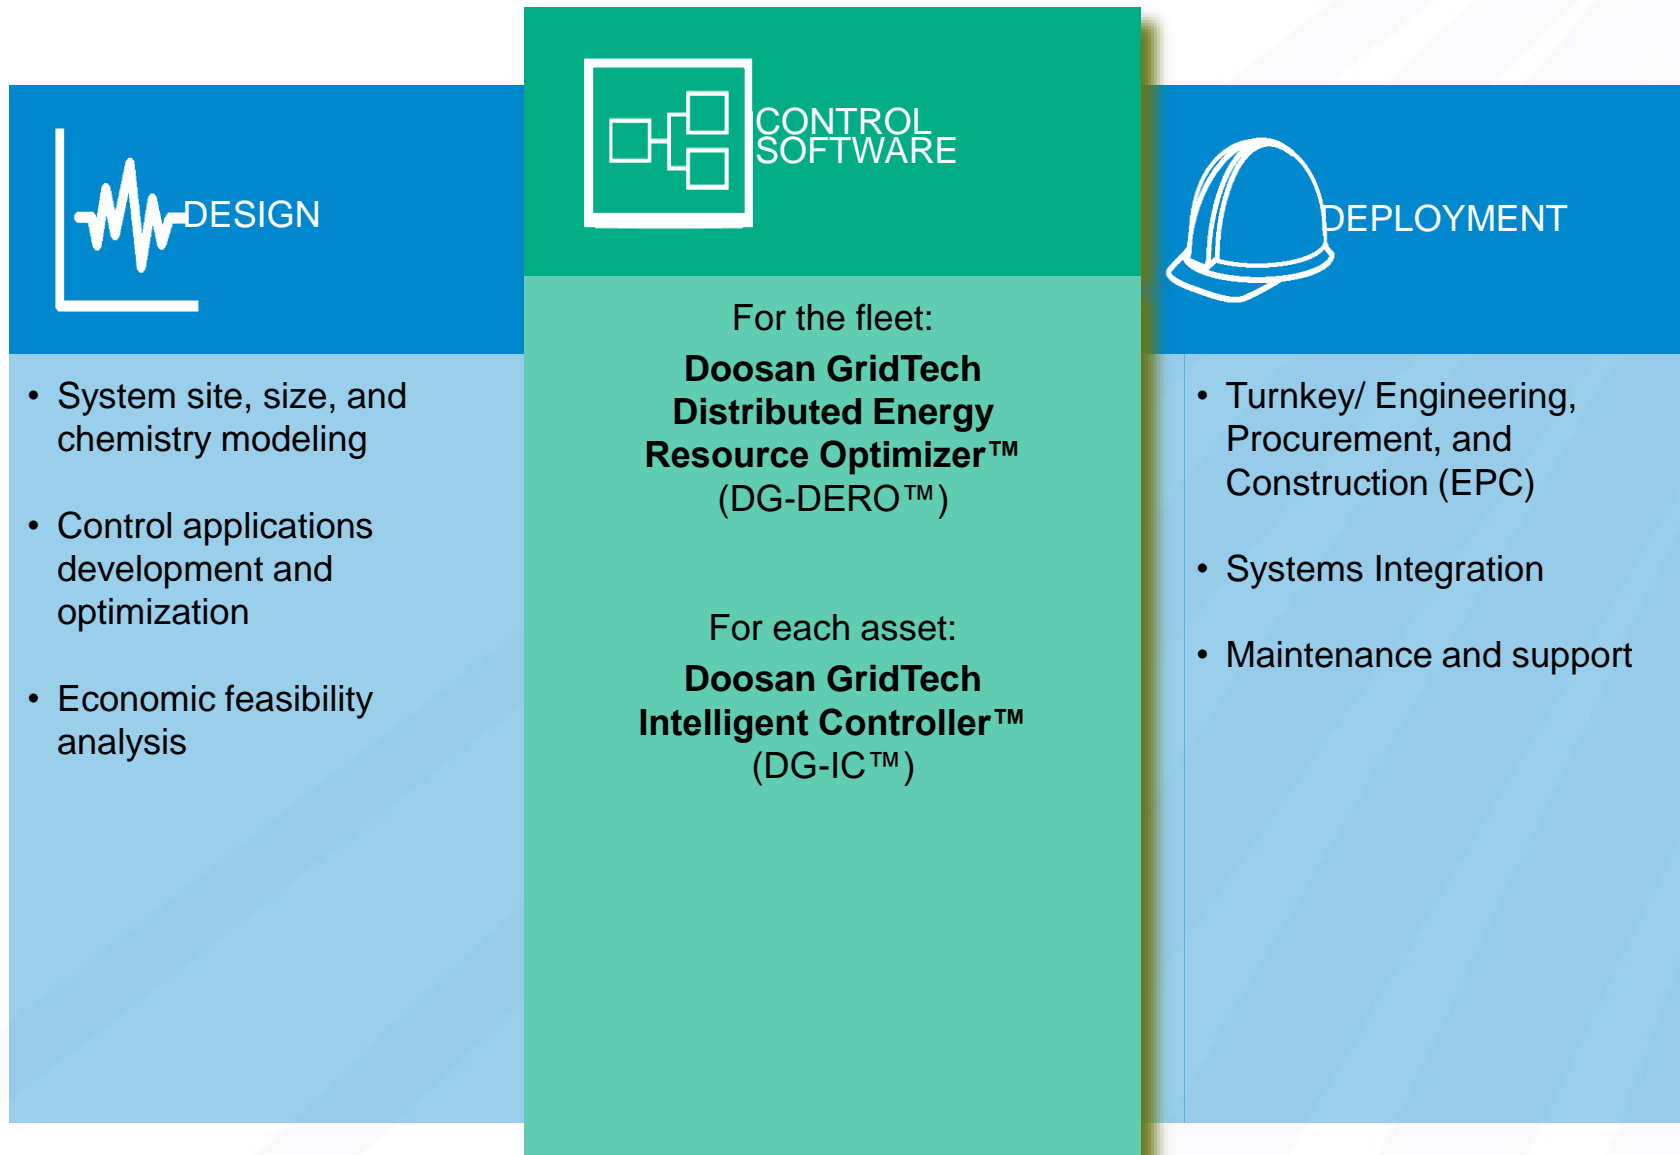 DESIGN
• System site, size, and
chemistry modeling
• Control applications
development and
optimization
• Economic feasibility
analysis
CONTROL
SOFTWARE
For the fleet:
Doosan GridTech
Distributed Energy
Resource Optimizer™
(DG-DERO™)
For each asset:
Doosan GridTech
Intelligent Controller™
(DG-IC™)
DEPLOYMENT
• Turnkey/ Engineering,
Procurement, and
Construction (EPC)
• Systems Integration
• Maintenance and support